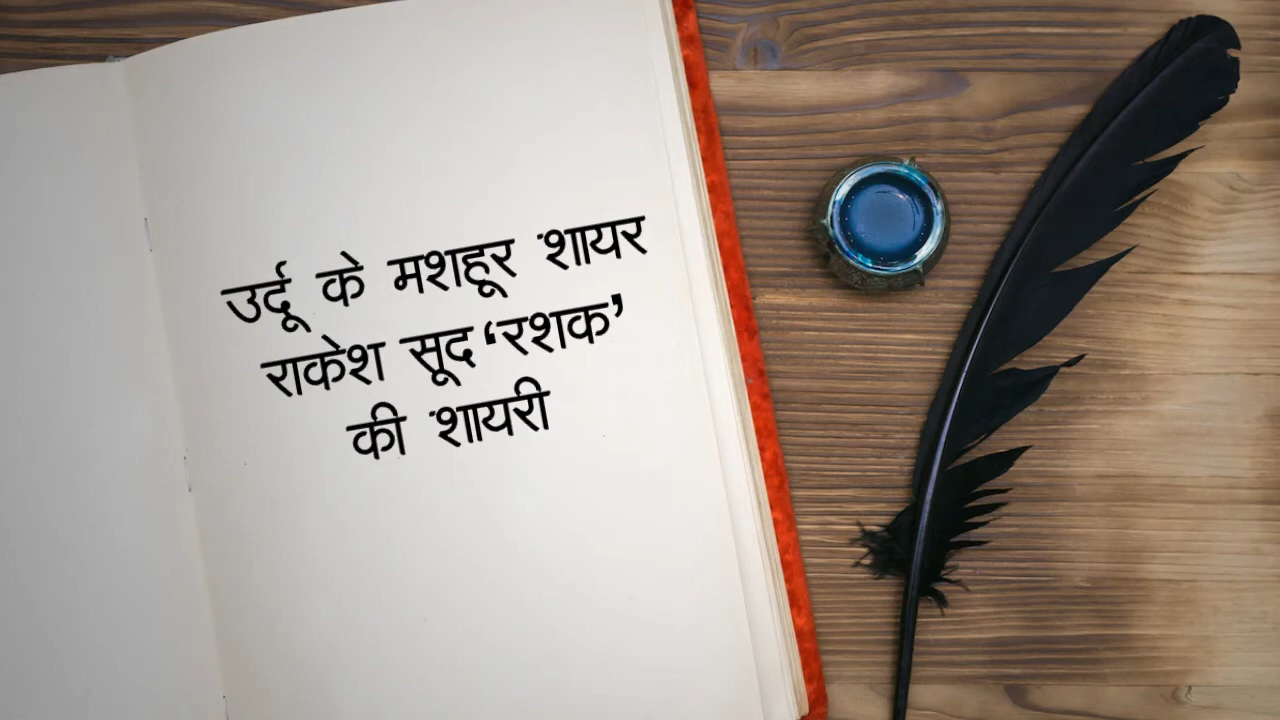 उर्दू के मशहूर शायर
राकेश सूद ‘रशक’
की शायरी